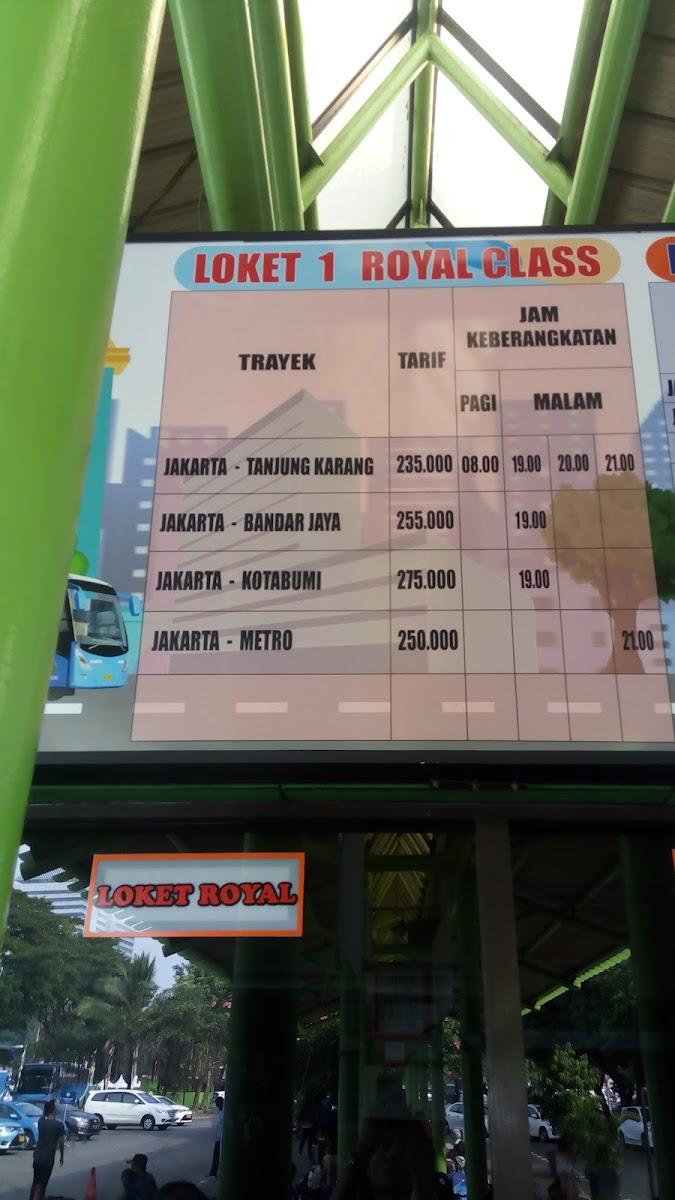 LOKET 1 ROYAL CLASS
TRAYEK TARIF JAM KEBERANGKATAN
PAGI MALAM
JAKARTA - TANJUNG KARANG 235.000 08.00 19.00 20.00 21.00
JAKARTA - BANDAR JAYA 255.000 19.00
JAKARTA - KOTABUMI 275.000 19.00
JAKARTA - METRO 250.000 21.00
LOKET ROYAL